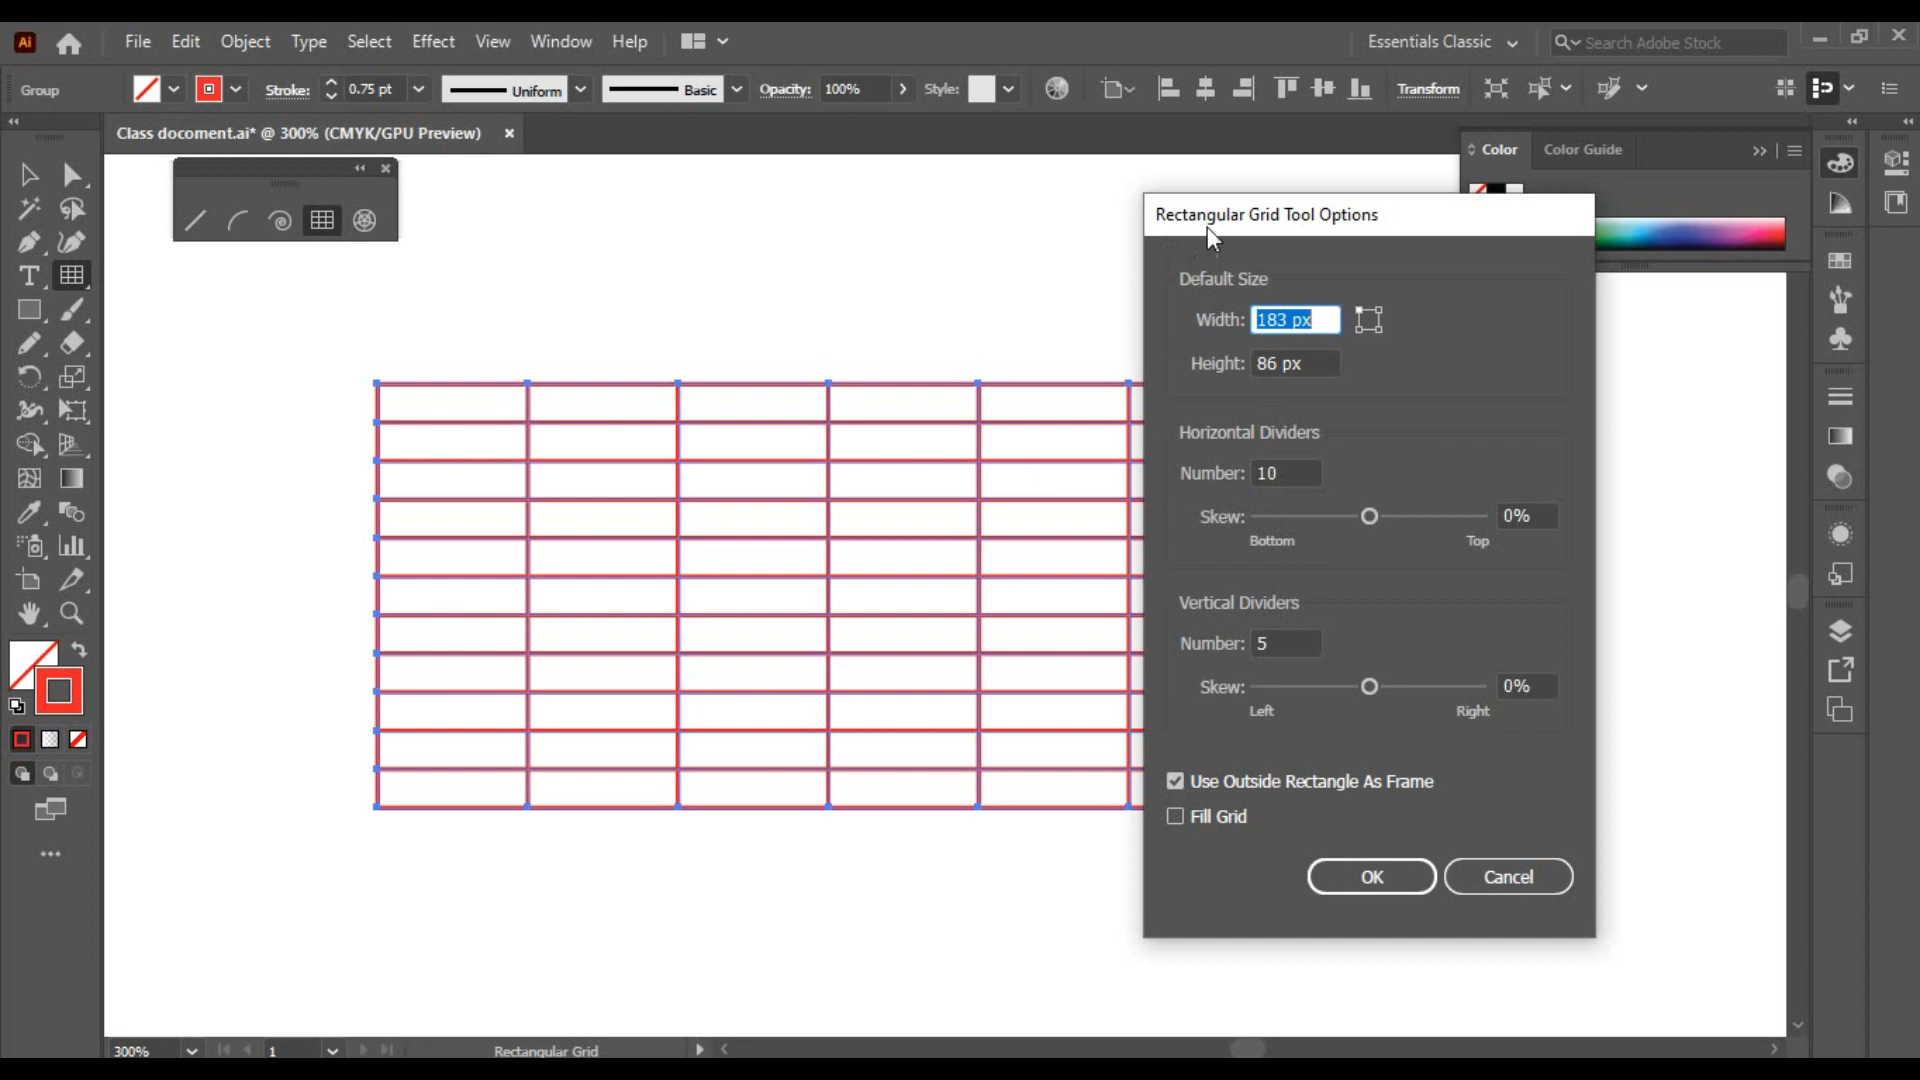 Ai File Edit Object Type Select Effect View Window Help Essentials Classic Search Adobe Stock
Group Stroke: 0.75 pt Uniform Basic Opacity: 100% Style: Transform
Class docoment.ai* @ 300% (CMYK/GPU Preview)
Color Color Guide
Rectangular Grid Tool Options
Default Size
Width: 183 px
Height: 86 px
Horizontal Dividers
Number: 10
Skew: 0%
Bottom Top
Vertical Dividers
Number: 5
Skew: 0%
Left Right
Use Outside Rectangle As Frame
Fill Grid
OK Cancel
300% 1 Rectangular Grid